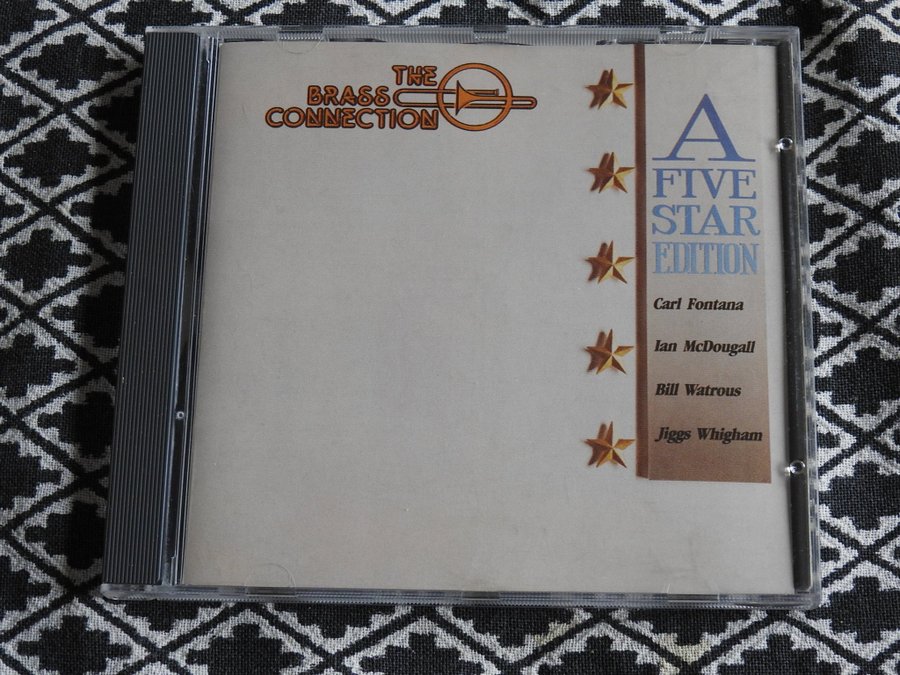 THE
BRASS
CONNECTION
A
FIVE
STAR
EDITION
Carl Fontana
Ian McDougall
Bill Watrous
Jiggs Whigham